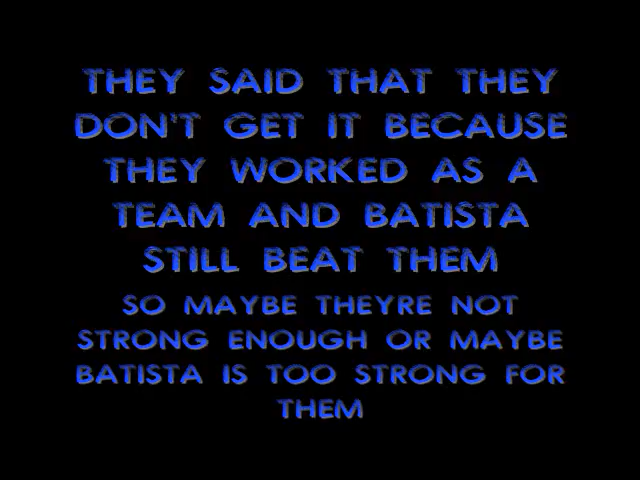 THEY SAID THAT THEY
DON'T GET IT BECAUSE
THEY WORKED AS A
TEAM AND BATISTA
STILL BEAT THEM
SO MAYBE THEYRE NOT
STRONG ENOUGH OR MAYBE
BATISTA IS TOO STRONG FOR
THEM